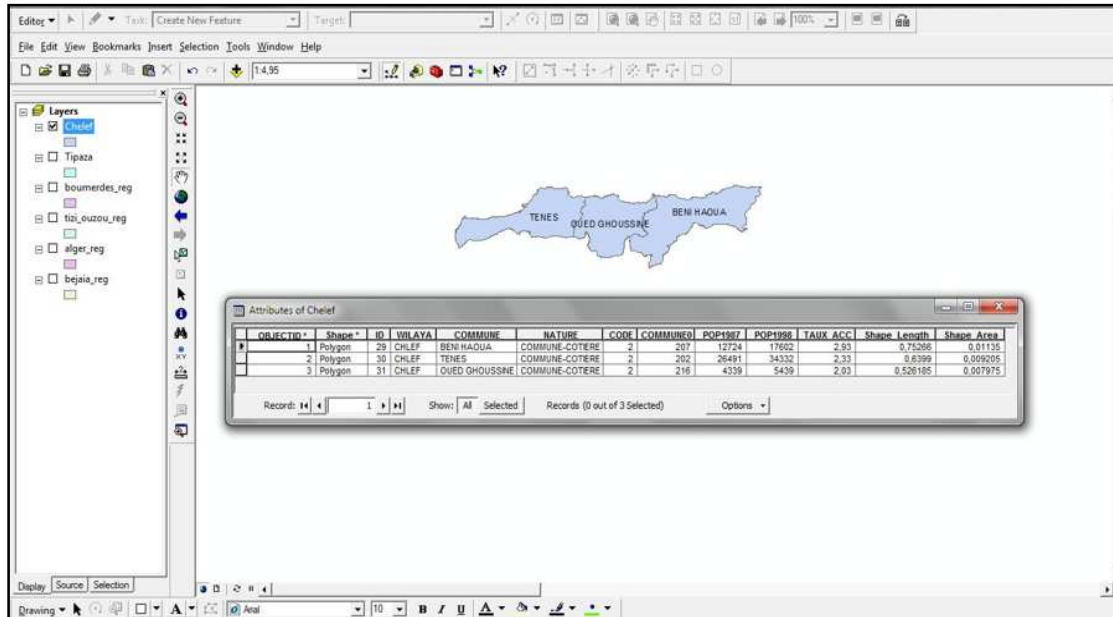 Editor Task: Create New Feature Target: 100%
File Edit View Bookmarks Insert Selection Tools Window Help
1:4,95
Layers
Chelef
Tipaza
boumerdes_reg
tizi_ouzou_reg
alger_reg
bejaia_reg
TENES OUED GHOUSSINE BENI HAOUA
Attributes of Chelef
OBJECTID * Shape * ID WILAYA COMMUNE NATURE CODE COMMUNE0 POP1987 POP1998 TAUX_ACC Shape_Length Shape_Area
1 Polygon 29 CHLEF BENI HAOUA COMMUNE-COTIERE 2 207 12724 17602 2,93 0,75266 0,01135
2 Polygon 30 CHLEF TENES COMMUNE-COTIERE 2 202 26491 34332 2,33 0,6399 0,009205
3 Polygon 31 CHLEF OUED GHOUSSINE COMMUNE-COTIERE 2 216 4339 5439 2,03 0,526185 0,007975
Record: 1 Show: All Selected Records (0 out of 3 Selected) Options
Display Source Selection
Drawing A Arial 10 B I U A